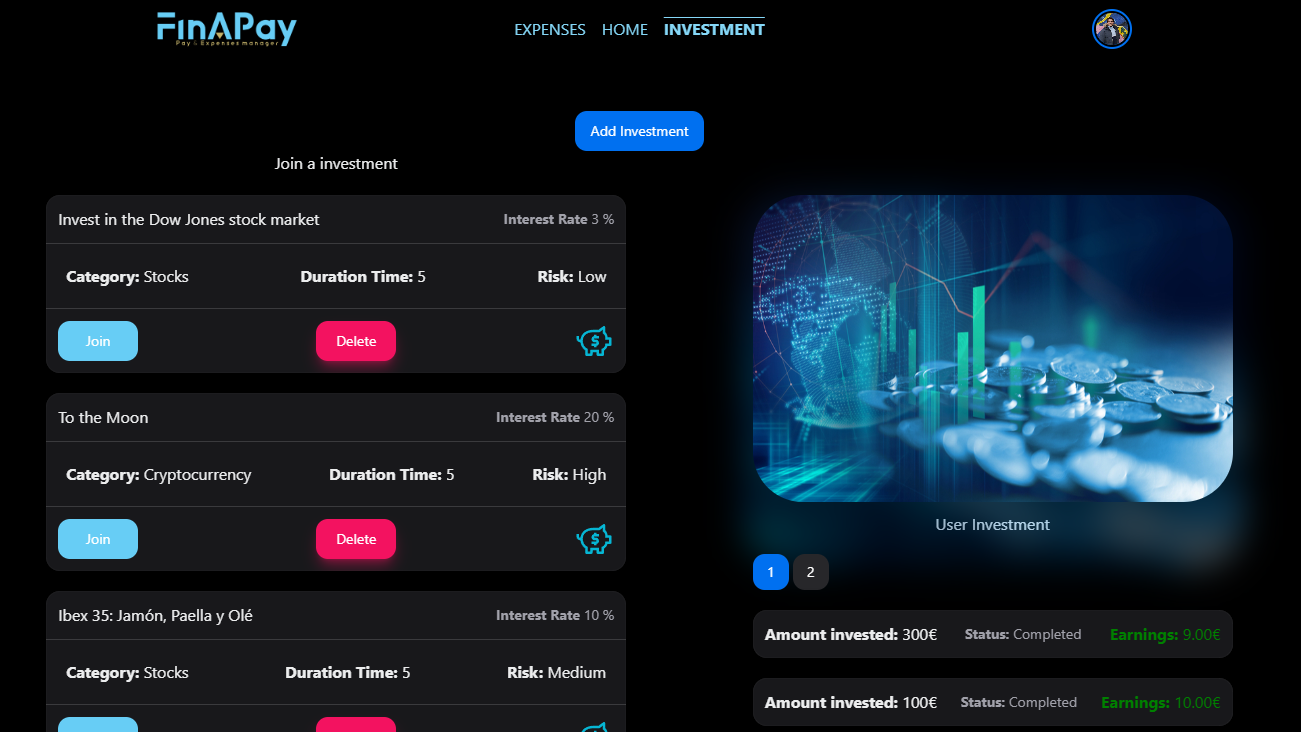 FinAPay
Pay & Expenses manager
EXPENSES HOME INVESTMENT
Add Investment
Join a investment
Invest in the Dow Jones stock market Interest Rate 3 %
Category: Stocks Duration Time: 5 Risk: Low
Join Delete $
To the Moon Interest Rate 20 %
Category: Cryptocurrency Duration Time: 5 Risk: High
Join Delete $
Ibex 35: Jamón, Paella y Olé Interest Rate 10 %
Category: Stocks Duration Time: 5 Risk: Medium
User Investment
1 2
Amount invested: 300€ Status: Completed Earnings: 9.00€
Amount invested: 100€ Status: Completed Earnings: 10.00€